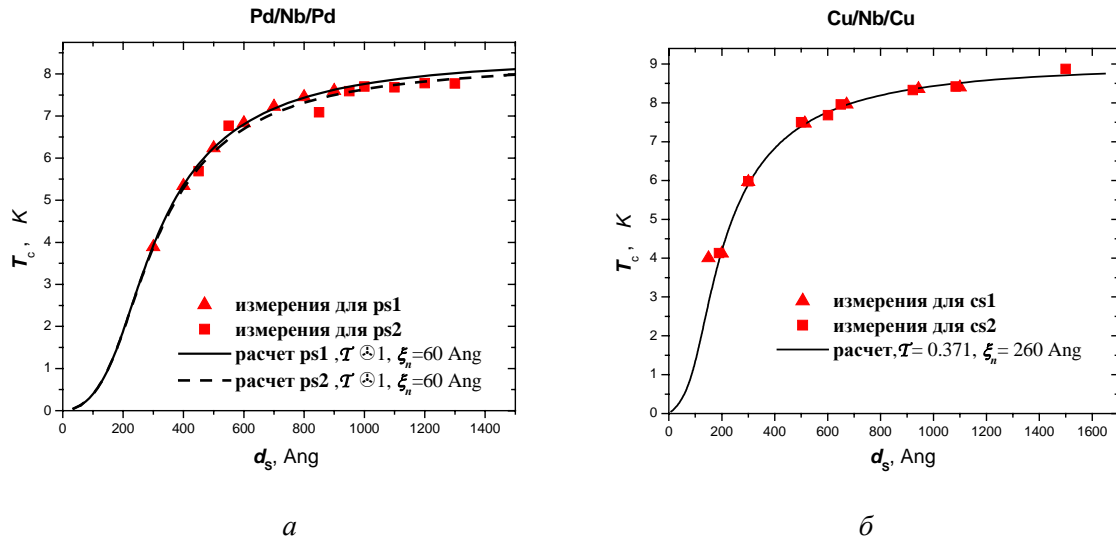 Pd/Nb/Pd
8
7
6
5
4
3
2
1
0
0 200 400 600 800 1000 1200 1400
T_c, K
d_s, Ang
измерения для ps1
измерения для ps2
расчет ps1 ,𝒯 1, ξ_n=60 Ang
расчет ps2 ,𝒯 1, ξ_n=60 Ang
а
Cu/Nb/Cu
9
8
7
6
5
4
3
2
1
0
0 200 400 600 800 1000 1200 1400 1600
T_c, K
d_s, Ang
измерения для cs1
измерения для cs2
расчет,𝒯= 0.371, ξ_n= 260 Ang
б